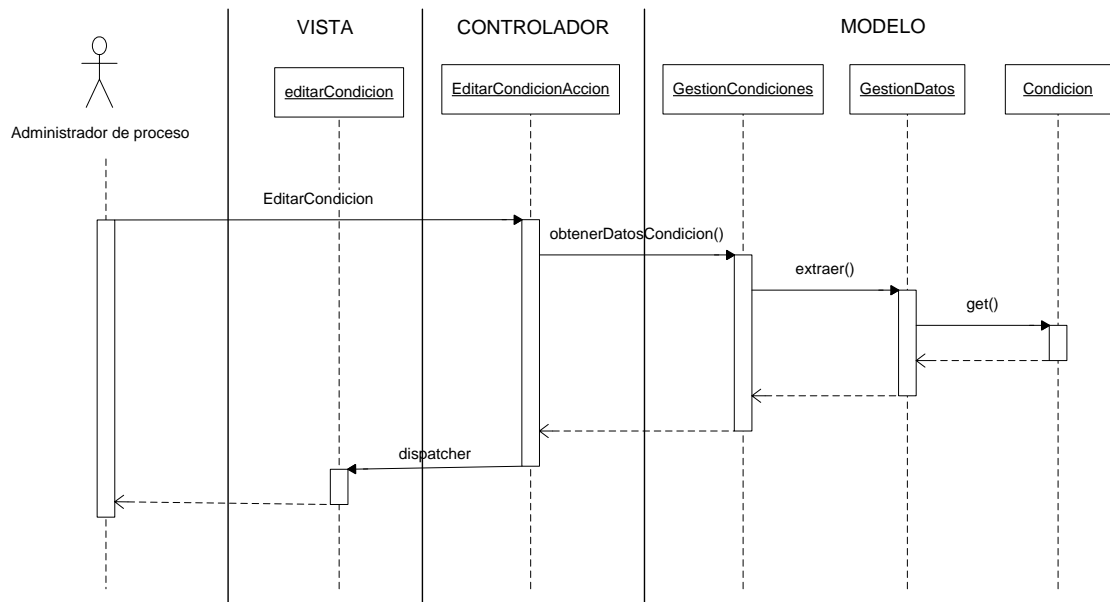 VISTA
CONTROLADOR
MODELO
editarCondicion
EditarCondicionAccion
GestionCondiciones
GestionDatos
Condicion
Administrador de proceso
EditarCondicion
obtenerDatosCondicion()
extraer()
get()
dispatcher